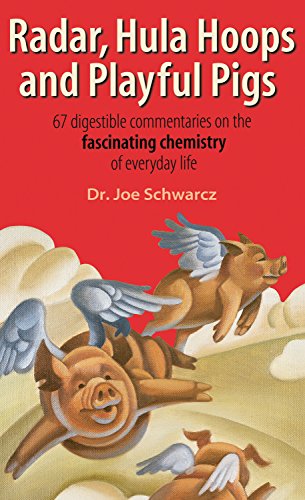 Radar, Hula Hoops
and Playful Pigs
67 digestible commentaries on the
fascinating chemistry
of everyday life
Dr. Joe Schwarcz